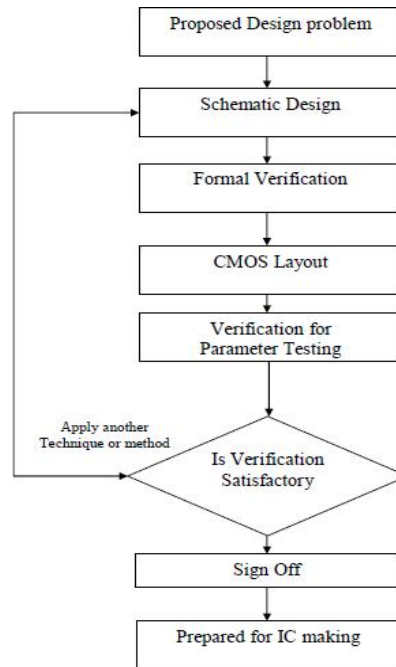 Proposed Design problem
Schematic Design
Formal Verification
CMOS Layout
Verification for
Parameter Testing
Apply another
Technique or method
Is Verification
Satisfactory
Sign Off
Prepared for IC making